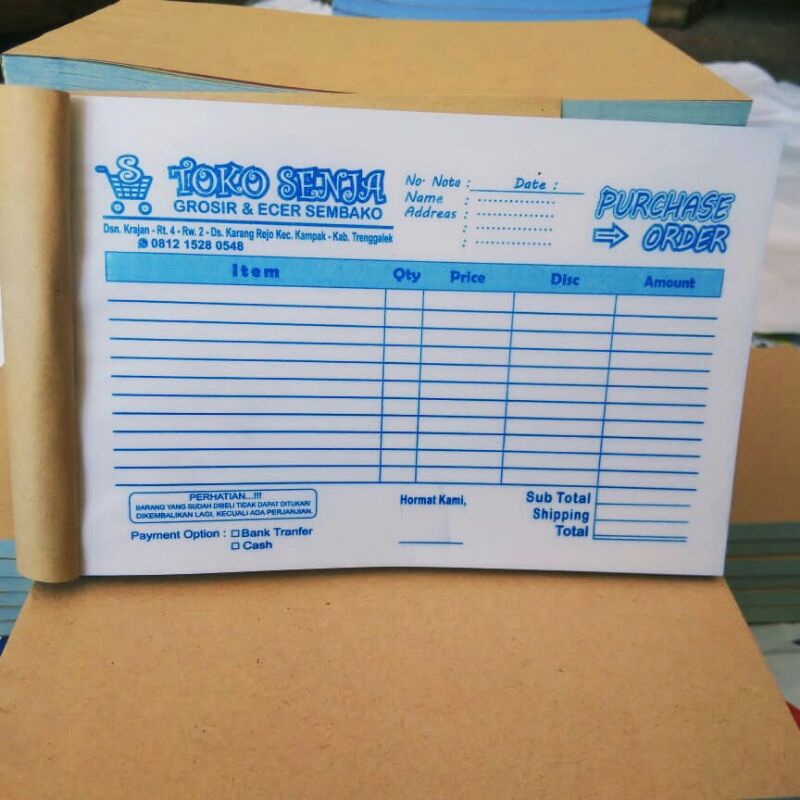 S
TOKO SENJA
GROSIR & ECER SEMBAKO
Dsn. Krajan - Rt. 4 - Rw. 2 - Ds. Karang Rejo Kec. Kampak - Kab. Trenggalek
0812 1528 0548
No. Nota : Date :
Name :
Addreas :
PURCHASE
ORDER
Item Qty Price Disc Amount
PERHATIAN...!!!
BARANG YANG SUDAH DIBELI TIDAK DAPAT DITUKAR/
DIKEMBALIKAN LAGI, KECUALI ADA PERJANJIAN.
Payment Option : Bank Tranfer
Cash
Hormat Kami,
Sub Total
Shipping
Total